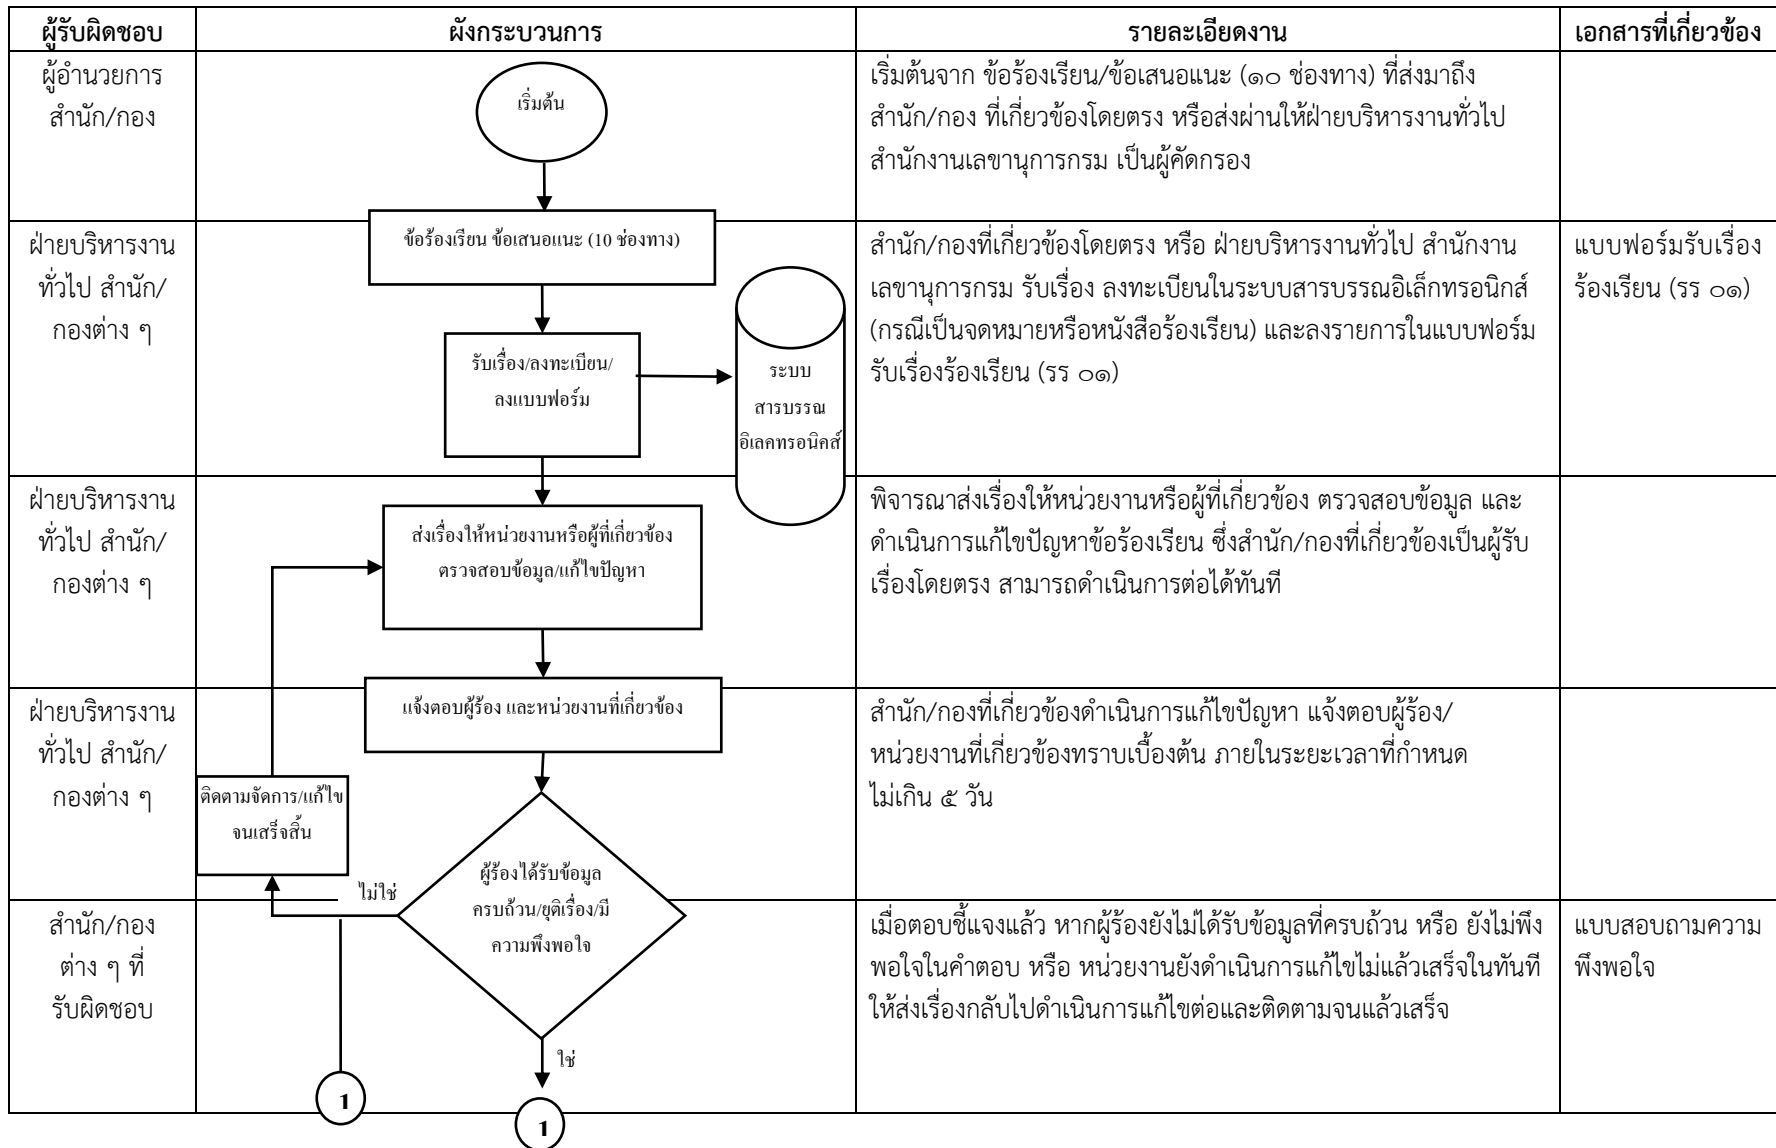 ผู้รับผิดชอบ
ผังกระบวนการ
รายละเอียดงาน
เอกสารที่เกี่ยวข้อง
ผู้อำนวยการ
สำนัก/กอง
เริ่มต้น
เริ่มต้นจาก ข้อร้องเรียน/ข้อเสนอแนะ (๑๐ ช่องทาง) ที่ส่งมาถึง
สำนัก/กอง ที่เกี่ยวข้องโดยตรง หรือส่งผ่านให้ฝ่ายบริหารงานทั่วไป
สำนักงานเลขานุการกรม เป็นผู้คัดกรอง
ฝ่ายบริหารงาน
ทั่วไป สำนัก/
กองต่าง ๆ
ข้อร้องเรียน ข้อเสนอแนะ (10 ช่องทาง)
รับเรื่อง/ลงทะเบียน/
ลงแบบฟอร์ม
ระบบ
สารบรรณ
อิเลคทรอนิคส์
สำนัก/กองที่เกี่ยวข้องโดยตรง หรือ ฝ่ายบริหารงานทั่วไป สำนักงาน
เลขานุการกรม รับเรื่อง ลงทะเบียนในระบบสารบรรณอิเล็กทรอนิกส์
(กรณีเป็นจดหมายหรือหนังสือร้องเรียน) และลงรายการในแบบฟอร์ม
รับเรื่องร้องเรียน (รร ๐๑)
แบบฟอร์มรับเรื่อง
ร้องเรียน (รร ๐๑)
ฝ่ายบริหารงาน
ทั่วไป สำนัก/
กองต่าง ๆ
ส่งเรื่องให้หน่วยงานหรือผู้ที่เกี่ยวข้อง
ตรวจสอบข้อมูล/แก้ไขปัญหา
พิจารณาส่งเรื่องให้หน่วยงานหรือผู้ที่เกี่ยวข้อง ตรวจสอบข้อมูล และ
ดำเนินการแก้ไขปัญหาข้อร้องเรียน ซึ่งสำนัก/กองที่เกี่ยวข้องเป็นผู้รับ
เรื่องโดยตรง สามารถดำเนินการต่อได้ทันที
ฝ่ายบริหารงาน
ทั่วไป สำนัก/
กองต่าง ๆ
แจ้งตอบผู้ร้อง และหน่วยงานที่เกี่ยวข้อง
ติดตามจัดการ/แก้ไข
จนเสร็จสิ้น
สำนัก/กองที่เกี่ยวข้องดำเนินการแก้ไขปัญหา แจ้งตอบผู้ร้อง/
หน่วยงานที่เกี่ยวข้องทราบเบื้องต้น ภายในระยะเวลาที่กำหนด
ไม่เกิน ๕ วัน
สำนัก/กอง
ต่าง ๆ ที่
รับผิดชอบ
ไม่ใช่
ผู้ร้องได้รับข้อมูล
ครบถ้วน/ยุติเรื่อง/มี
ความพึงพอใจ
ใช่
1
1
เมื่อตอบชี้แจงแล้ว หากผู้ร้องยังไม่ได้รับข้อมูลที่ครบถ้วน หรือ ยังไม่พึง
พอใจในคำตอบ หรือ หน่วยงานยังดำเนินการแก้ไขไม่แล้วเสร็จในทันที
ให้ส่งเรื่องกลับไปดำเนินการแก้ไขต่อและติดตามจนแล้วเสร็จ
แบบสอบถามความ
พึงพอใจ